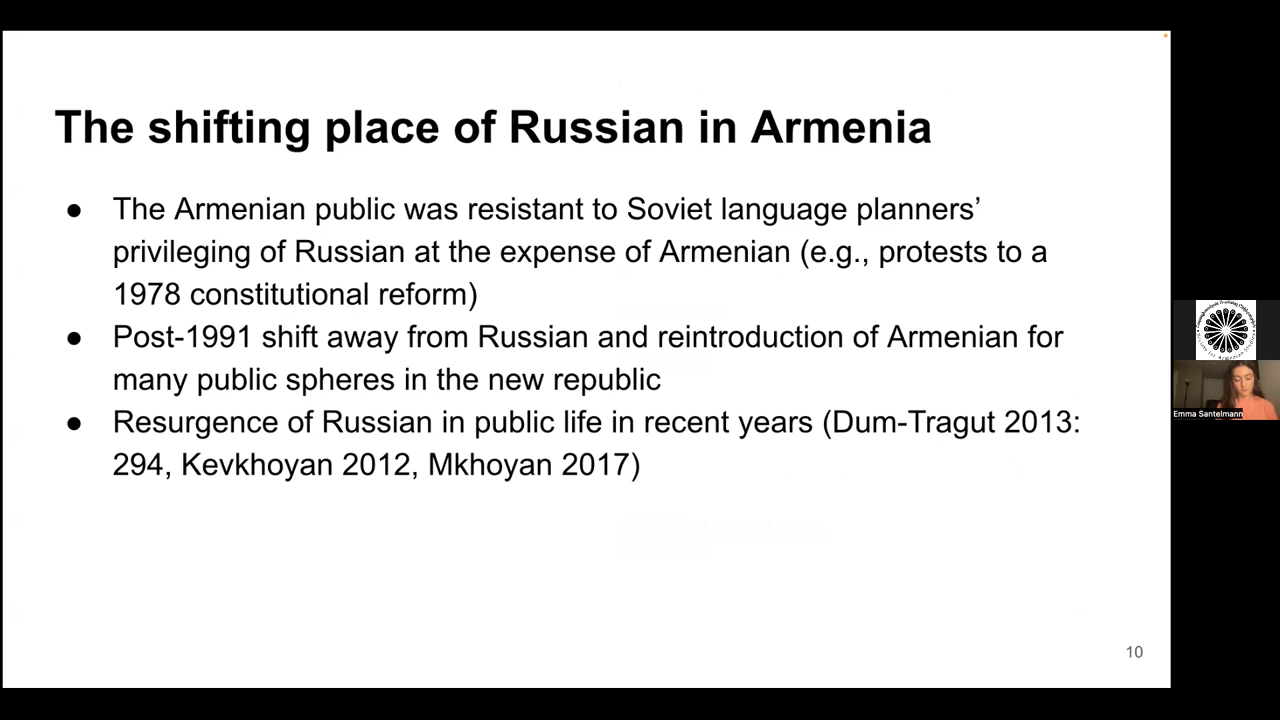 The shifting place of Russian in Armenia
● The Armenian public was resistant to Soviet language planners’
privileging of Russian at the expense of Armenian (e.g., protests to a
1978 constitutional reform)
● Post-1991 shift away from Russian and reintroduction of Armenian for
many public spheres in the new republic
● Resurgence of Russian in public life in recent years (Dum-Tragut 2013:
294, Kevkhoyan 2012, Mkhoyan 2017)
10
Emma Santelmann